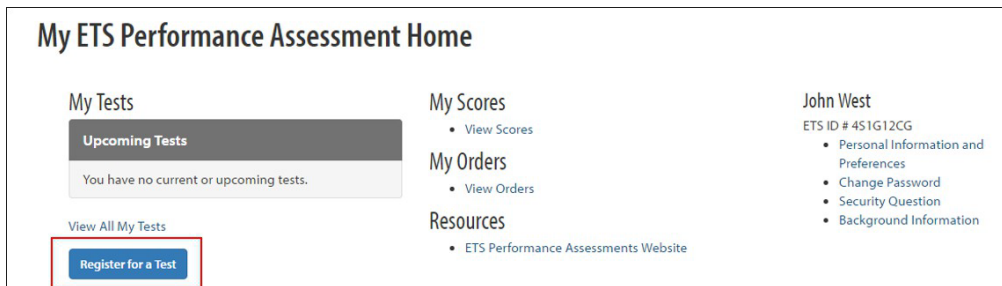 My ETS Performance Assessment Home
My Tests
Upcoming Tests
You have no current or upcoming tests.
View All My Tests
Register for a Test
My Scores
• View Scores
My Orders
• View Orders
Resources
• ETS Performance Assessments Website
John West
ETS ID # 4S1G12CG
• Personal Information and
Preferences
• Change Password
• Security Question
• Background Information